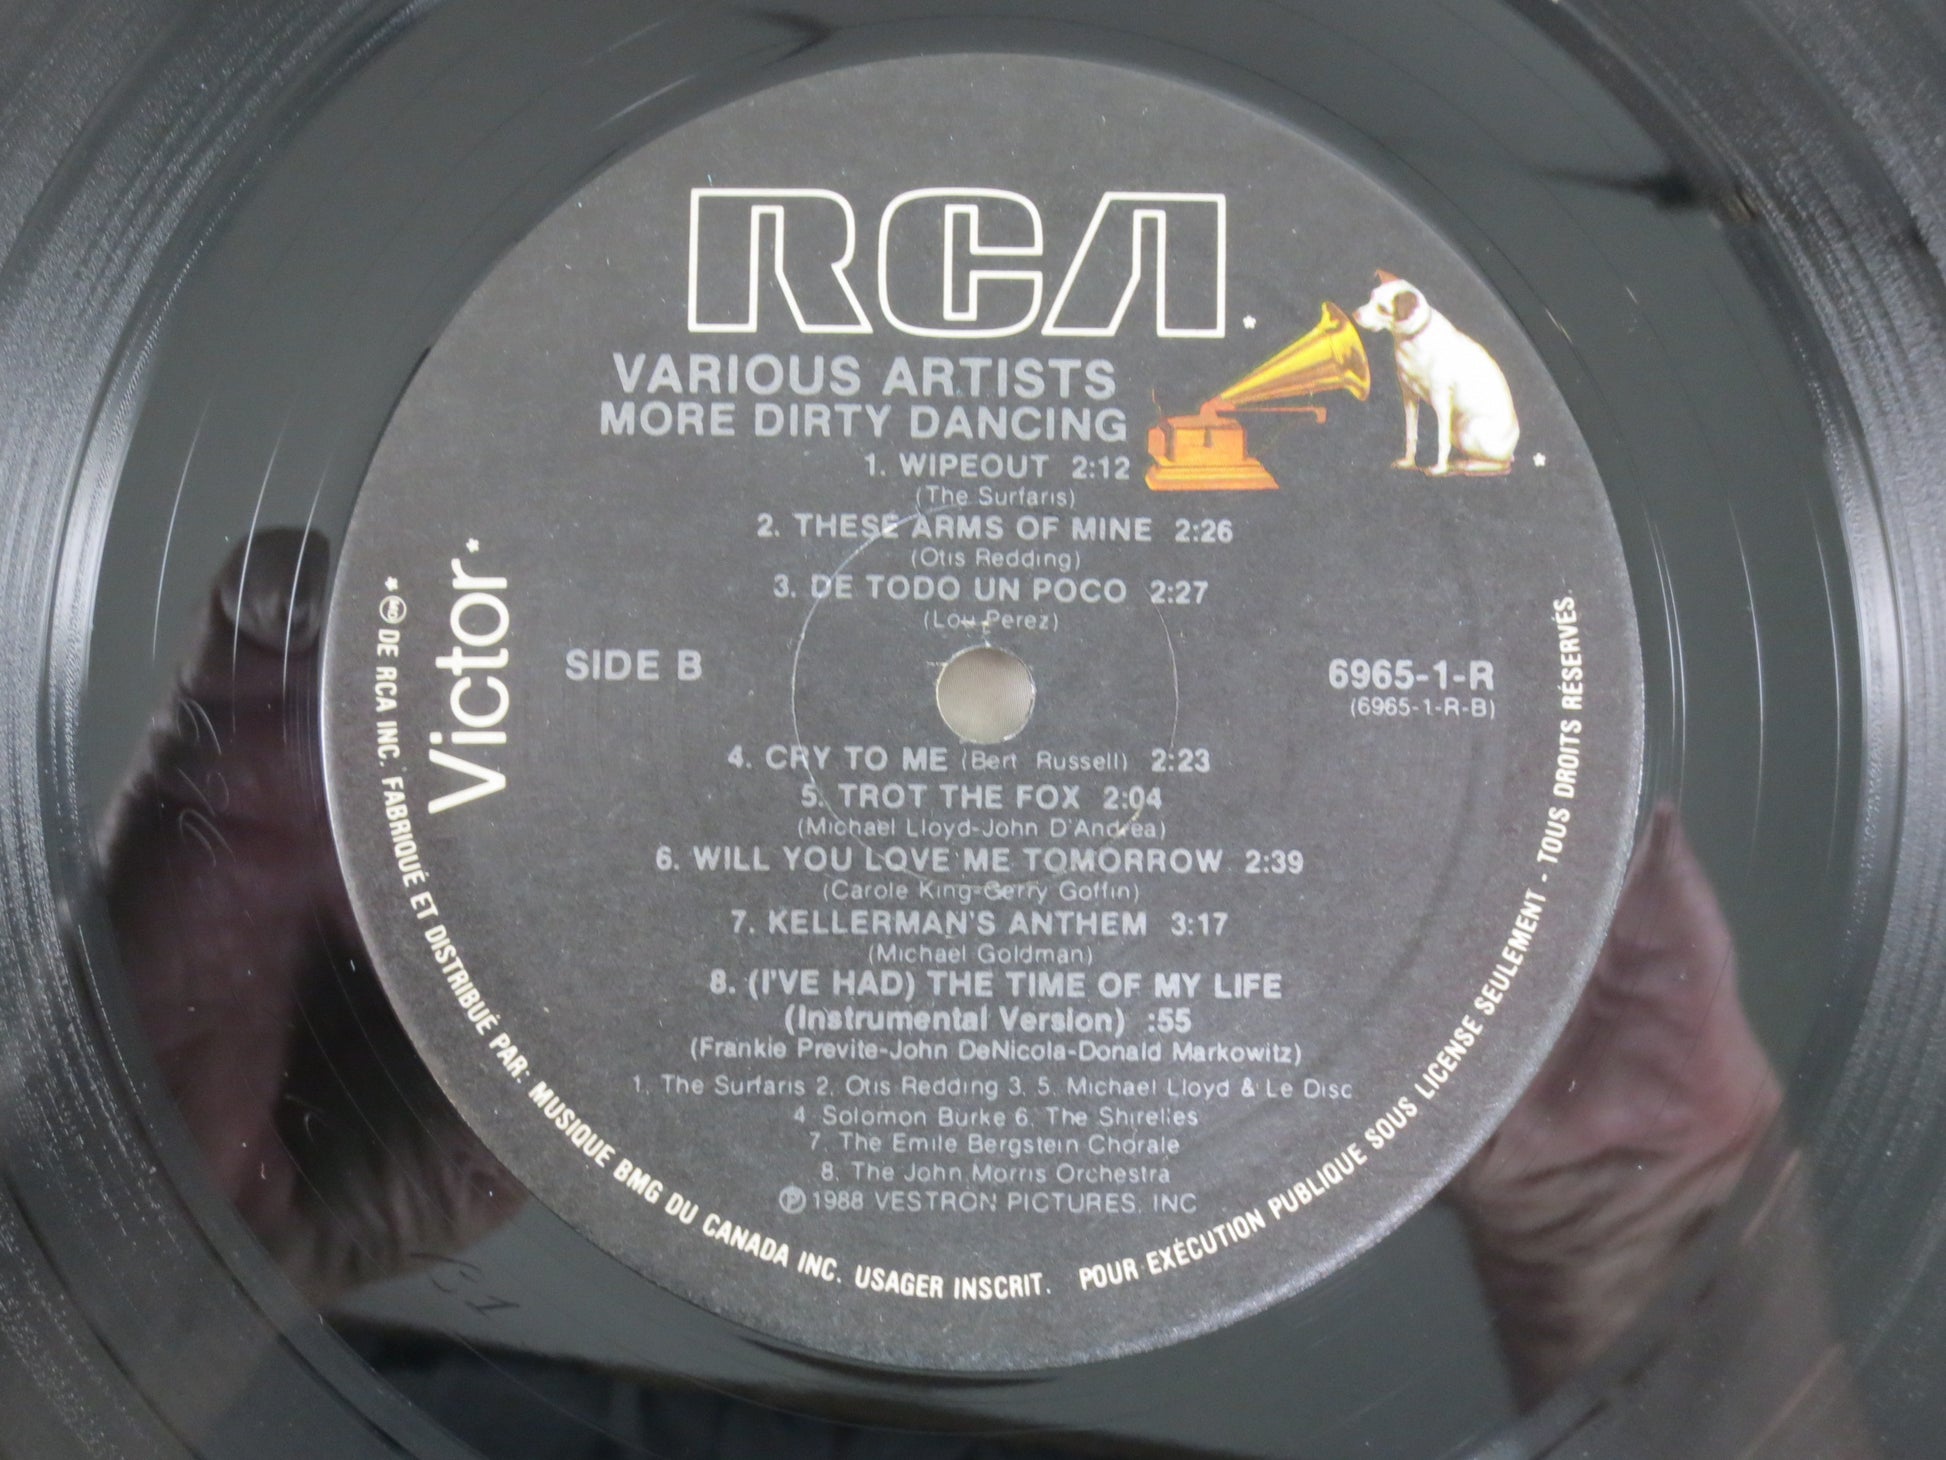 RCA
VARIOUS ARTISTS
MORE DIRTY DANCING
1. WIPEOUT 2:12
(The Surfaris)
2. THESE ARMS OF MINE 2:26
(Otis Redding)
3. DE TODO UN POCO 2:27
(Lou Perez)
Victor
SIDE B
6965-1-R
(6965-1-R-B)
4. CRY TO ME (Bert Russell) 2:23
5. TROT THE FOX 2:04
(Michael Lloyd-John D'Andrea)
6. WILL YOU LOVE ME TOMORROW 2:39
(Carole King-Gerry Goffin)
7. KELLERMAN'S ANTHEM 3:17
(Michael Goldman)
8. (I'VE HAD) THE TIME OF MY LIFE
(Instrumental Version) :55
(Frankie Previte-John DeNicola-Donald Markowitz)
1. The Surfaris 2. Otis Redding 3. 5. Michael Lloyd & Le Disc
4 Solomon Burke 6. The Shirelles
7. The Emile Bergstein Chorale
8. The John Morris Orchestra
℗ 1988 VESTRON PICTURES, INC
* MD DE RCA INC. FABRIQUÉ ET DISTRIBUÉ PAR: MUSIQUE BMG DU CANADA INC. USAGER INSCRIT. POUR EXÉCUTION PUBLIQUE SOUS LICENSE SEULEMENT - TOUS DROITS RÉSERVÉS.